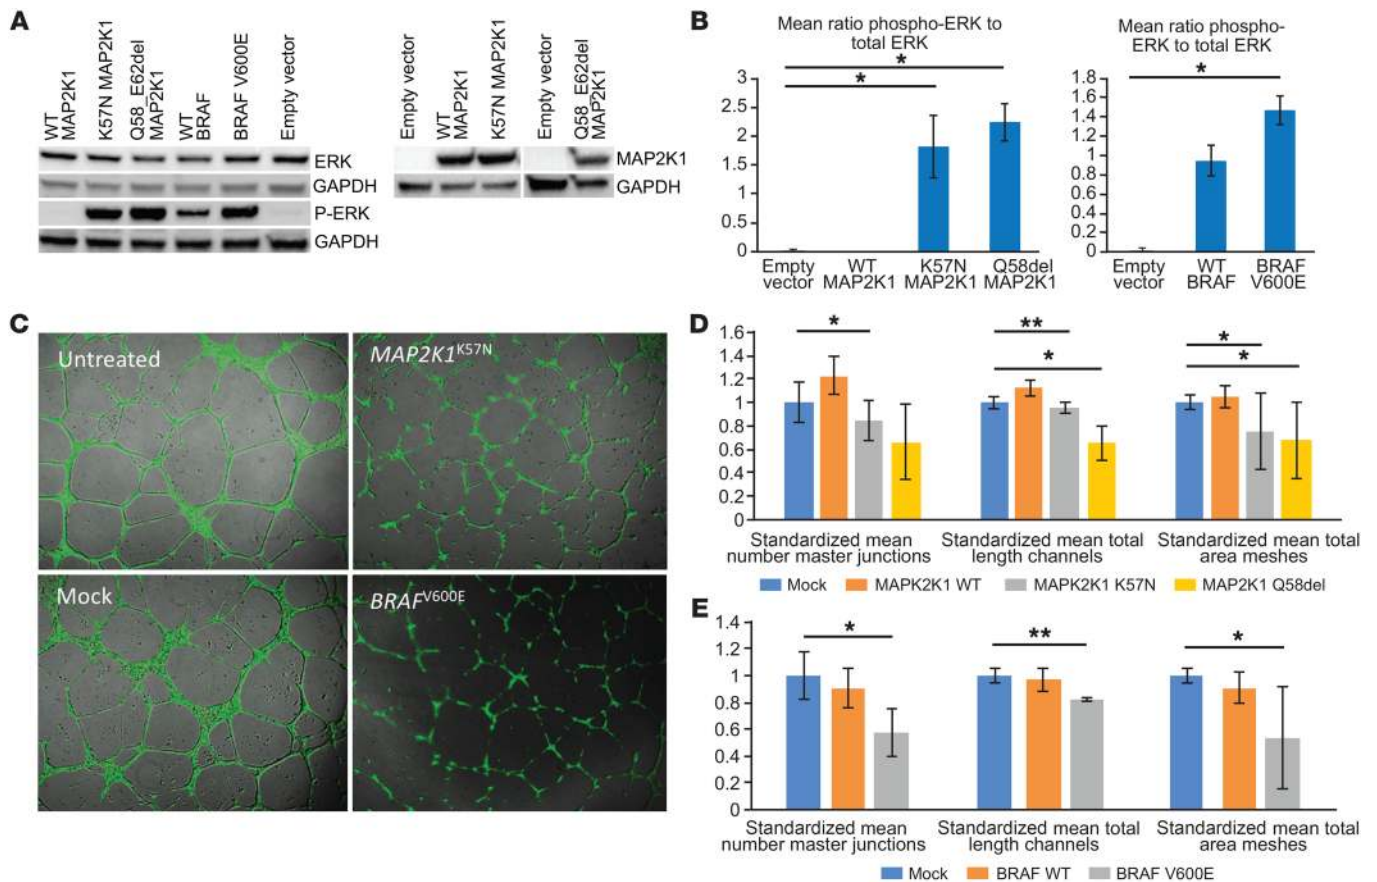 A
WT
MAP2K1
K57N MAP2K1
Q58_E62del
MAP2K1
WT
BRAF
BRAF V600E
Empty vector
ERK
GAPDH
P-ERK
GAPDH
Empty vector
WT
MAP2K1
K57N MAP2K1
Empty vector
Q58_E62del
MAP2K1
MAP2K1
GAPDH
B
Mean ratio phospho-ERK to
total ERK
*
*
3
2.5
2
1.5
1
0.5
0
Empty
vector
WT
MAP2K1
K57N
MAP2K1
Q58del
MAP2K1
Mean ratio phospho-
ERK to total ERK
*
1.8
1.6
1.4
1.2
1
0.8
0.6
0.4
0.2
0
Empty
vector
WT
BRAF
BRAF
V600E
C
Untreated
MAP2K1K57N
Mock
BRAFV600E
D
1.6
1.4
1.2
1
0.8
0.6
0.4
0.2
0
*
**
*
*
*
Standardized mean
number master junctions
Standardized mean total
length channels
Standardized mean total
area meshes
Mock
MAPK2K1 WT
MAPK2K1 K57N
MAP2K1 Q58del
E
1.4
1.2
1
0.8
0.6
0.4
0.2
0
*
**
*
Standardized mean
number master junctions
Standardized mean total
length channels
Standardized mean total
area meshes
Mock
BRAF WT
BRAF V600E